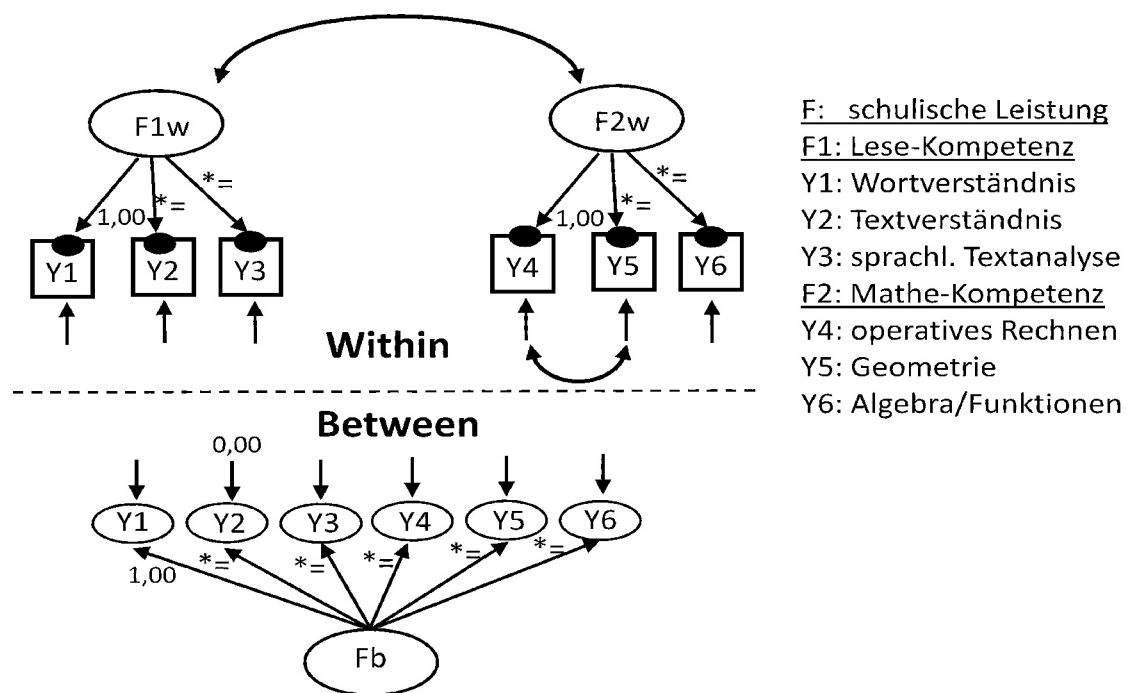 F1w
F2w
*=
*=
1,00
*=
*=
1,00
Y1
Y2
Y3
Y4
Y5
Y6
Within
F: schulische Leistung
F1: Lese-Kompetenz
Y1: Wortverständnis
Y2: Textverständnis
Y3: sprachl. Textanalyse
F2: Mathe-Kompetenz
Y4: operatives Rechnen
Y5: Geometrie
Y6: Algebra/Funktionen
Between
0,00
Y1
Y2
Y3
Y4
Y5
Y6
1,00
*=
*=
*=
*=
*=
Fb